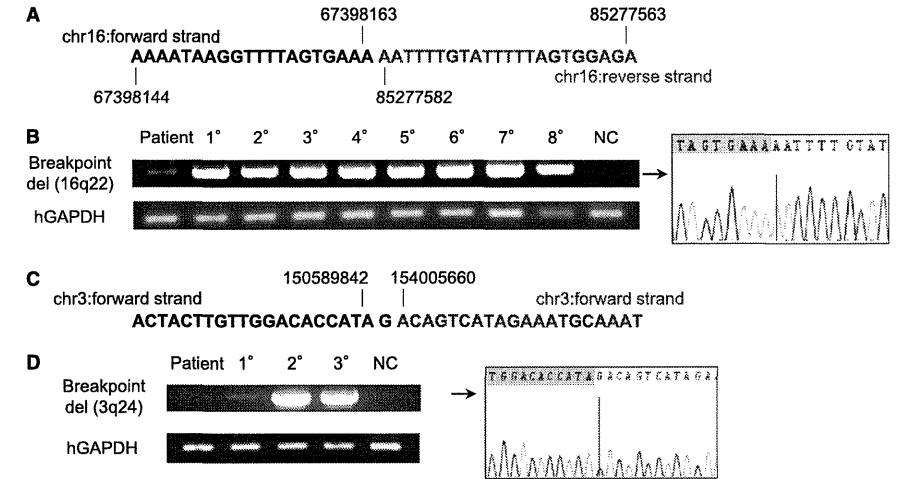 A
67398163
85277563
chr16:forward strand
AAAATAAGGTTTTAGTGAAA AATTTTGTATTTTTAGTGGAGA
chr16:reverse strand
67398144
85277582
B
Patient 1° 2° 3° 4° 5° 6° 7° 8° NC
Breakpoint
del (16q22)
hGAPDH
TAGTGAAAAATTTTGTAT
C
150589842
154005660
chr3:forward strand
chr3:forward strand
ACTACTTGTTGGACACCATA G ACAGTCATAGAAATGCAAAT
D
Patient 1° 2° 3° NC
Breakpoint
del (3q24)
hGAPDH
TGGACACCATAGACAGTCATAGA